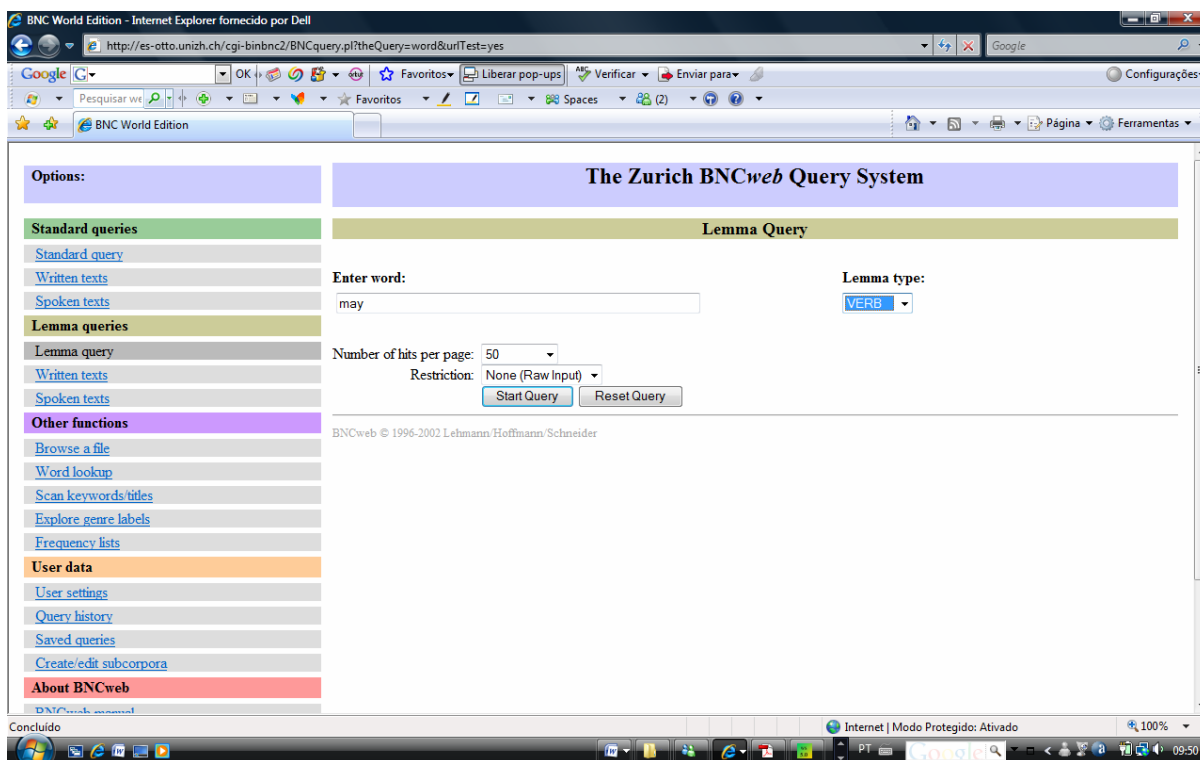 BNC World Edition - Internet Explorer fornecido por Dell
http://es-otto.unizh.ch/cgi-binbnc2/BNCquery.pl?theQuery=word&urlTest=yes
Google
Google G OK Favoritos Liberar pop-ups Verificar Enviar para Configurações
Pesquisar we Favorites Spaces (2)
BNC World Edition Página Ferramentas
Options:
The Zurich BNCweb Query System
Standard queries
Lemma Query
Standard query
Written texts
Enter word: Lemma type:
Spoken texts
may VERB
Lemma queries
Lemma query
Number of hits per page: 50
Written texts
Restriction: None (Raw Input)
Spoken texts
Start Query Reset Query
Other functions
BNCweb © 1996-2002 Lehmann/Hoffmann/Schneider
Browse a file
Word lookup
Scan keywords/titles
Explore genre labels
Frequency lists
User data
User settings
Query history
Saved queries
Create/edit subcorpora
About BNCweb
BNCweb manual
Concluído Internet | Modo Protegido: Ativado 100%
PT Google 09:50